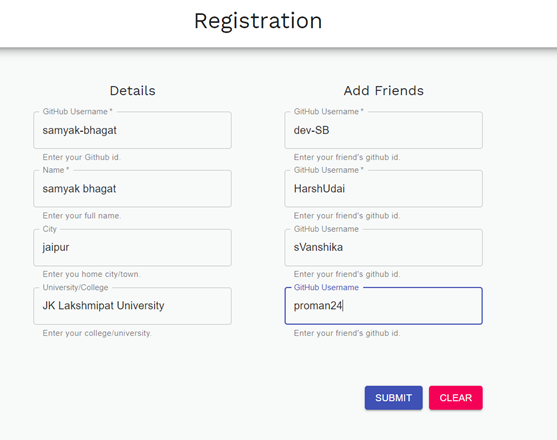 Registration
Details
GitHub Username *
samyak-bhagat
Enter your Github id.
Name *
samyak bhagat
Enter your full name.
City
jaipur
Enter you home city/town.
University/College
JK Lakshmipat University
Enter your college/university.
Add Friends
GitHub Username *
dev-SB
Enter your friend's github id.
GitHub Username *
HarshUdai
Enter your friend's github id.
GitHub Username
sVanshika
Enter your friend's github id.
GitHub Username
proman24
Enter your friend's github id.
SUBMIT
CLEAR